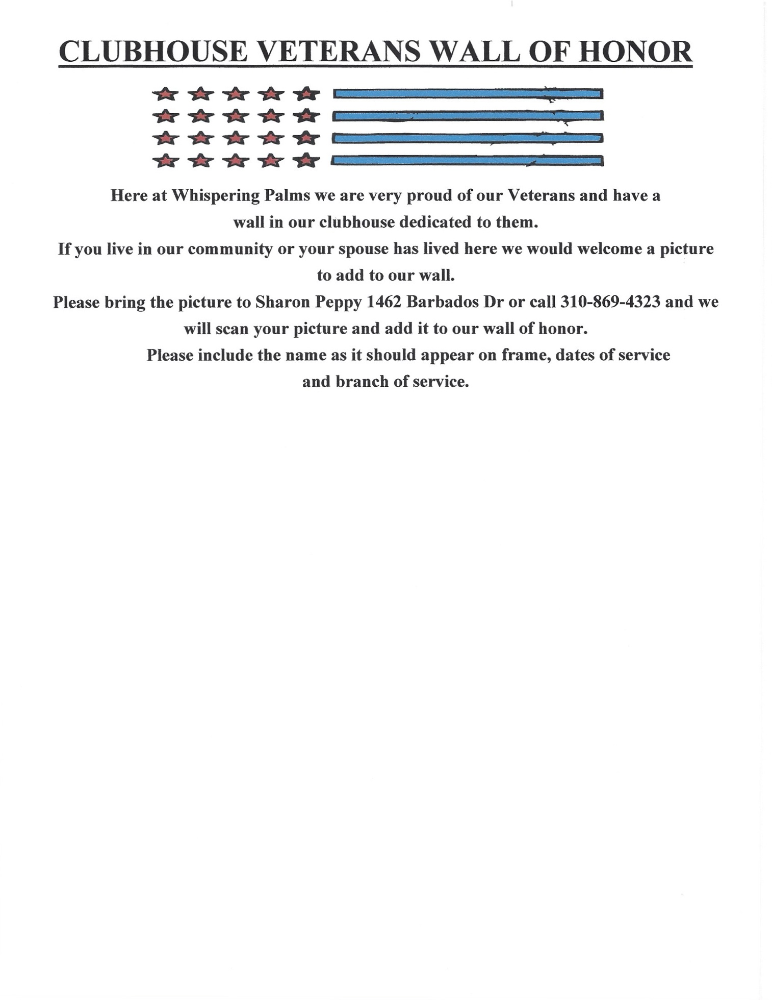 CLUBHOUSE VETERANS WALL OF HONOR
Here at Whispering Palms we are very proud of our Veterans and have a
wall in our clubhouse dedicated to them.
If you live in our community or your spouse has lived here we would welcome a picture
to add to our wall.
Please bring the picture to Sharon Peppy 1462 Barbados Dr or call 310-869-4323 and we
will scan your picture and add it to our wall of honor.
Please include the name as it should appear on frame, dates of service
and branch of service.